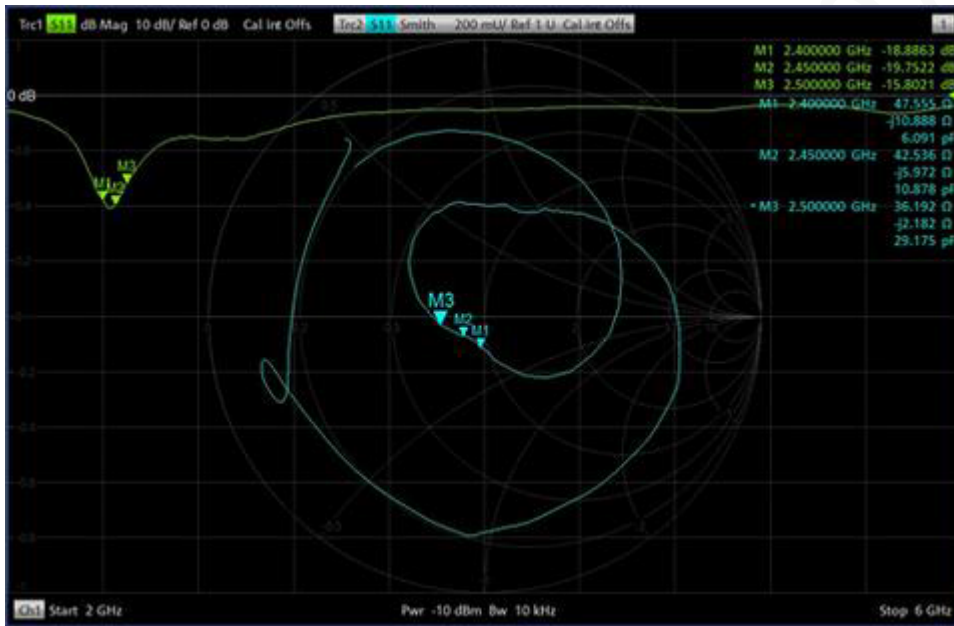 Trc1 S11 dB Mag 10 dB/ Ref 0 dB Cal int Offs Trc2 S11 Smith 200 mU/ Ref 1 U Cal int Offs 1
M1 2.400000 GHz -18.8863 dB
M2 2.450000 GHz -19.7522 dB
M3 2.500000 GHz -15.8021 dB
0 dB
M1 2.400000 GHz 47.555 Ω
-j10.888 Ω
6.091 pF
M2 2.450000 GHz 42.536 Ω
-j5.972 Ω
10.878 pF
• M3 2.500000 GHz 36.192 Ω
-j2.182 Ω
29.175 pF
M3
M1 M2
M3
M2
M1
Ch1 Start 2 GHz Pwr -10 dBm Bw 10 kHz Stop 6 GHz